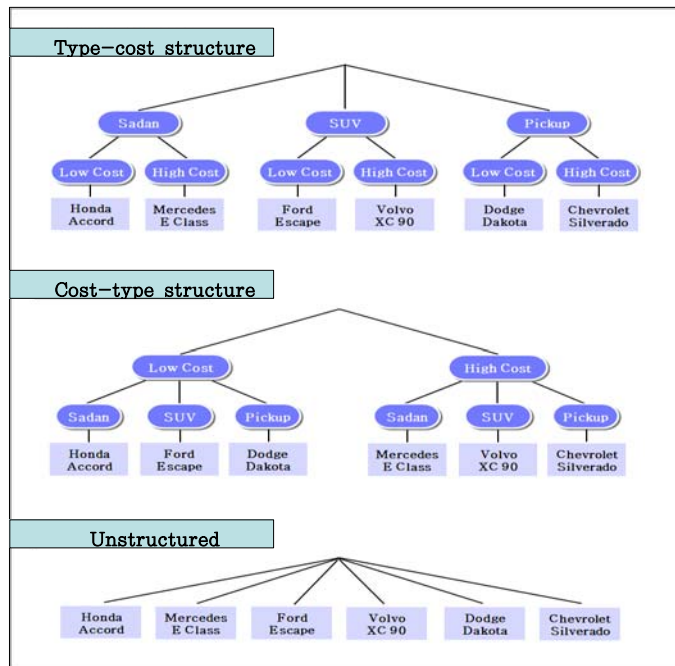 Type-cost structure
Sadan SUV Pickup
Low Cost High Cost Low Cost High Cost Low Cost High Cost
Honda Mercedes Ford Volvo Dodge Chevrolet
Accord E Class Escape XC 90 Dakota Silverado
Cost-type structure
Low Cost High Cost
Sadan SUV Pickup Sadan SUV Pickup
Honda Ford Dodge Mercedes Volvo Chevrolet
Accord Escape Dakota E Class XC 90 Silverado
Unstructured
Honda Mercedes Ford Volvo Dodge Chevrolet
Accord E Class Escape XC 90 Dakota Silverado